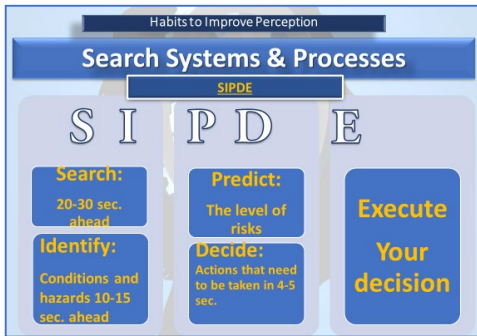 Habits to Improve Perception
Search Systems & Processes
SIPDE
S I P D E
Search:
20-30 sec.
ahead
Identify:
Conditions and
hazards 10-15
sec. ahead
Predict:
The level of
risks
Decide:
Actions that need
to be taken in 4-5
sec.
Execute
Your
decision